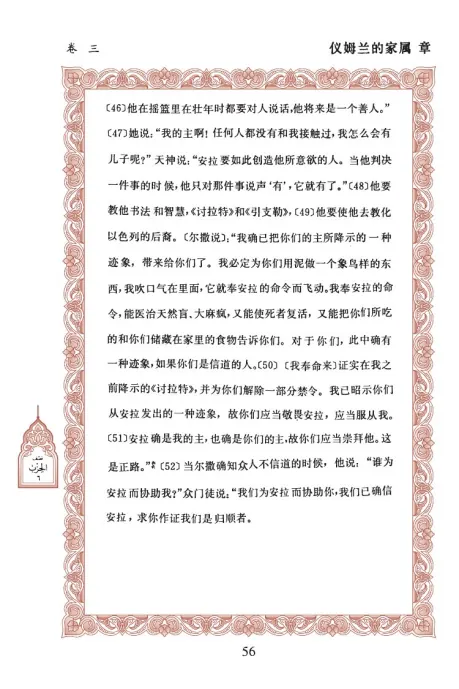 卷 三
仪姆兰的家属 章
〔46〕他在摇篮里在壮年时都要对人说话,他将来是一个善人。”
〔47〕她说:“我的主啊!任何人都没有和我接触过,我怎么会有
儿子呢?”天神说:“安拉要如此创造他所意欲的人。当他判决
一件事的时候,他只对那件事说声‘有’,它就有了。”〔48〕他要
教他书法和智慧,《讨拉特》和《引支勒》,〔49〕他要使他去教化
以色列的后裔。〔尔撒说〕:“我确已把你们的主所降示的一种
迹象,带来给你们了。我必定为你们用泥做一个象鸟样的东
西,我吹口气在里面,它就奉安拉的命令而飞动。我奉安拉的命
令,能医治天然盲、大麻疯,又能使死者复活,又能把你们所吃
的和你们储藏在家里的食物告诉你们。对于你们,此中确有
一种迹象,如果你们是信道的人。〔50〕〔我奉命来〕证实在我之
前降示的《讨拉特》,并为你们解除一部分禁令。我已昭示你们
从安拉发出的一种迹象,故你们应当敬畏安拉,应当服从我。
〔51〕安拉确是我的主,也确是你们的主,故你们应当崇拜他。这
是正路。”〔52〕当尔撒确知众人不信道的时候,他说:“谁为
安拉而协助我?”众门徒说:“我们为安拉而协助你,我们已确信
安拉,求你作证我们是归顺者。
نصف
الحزب
٦
56